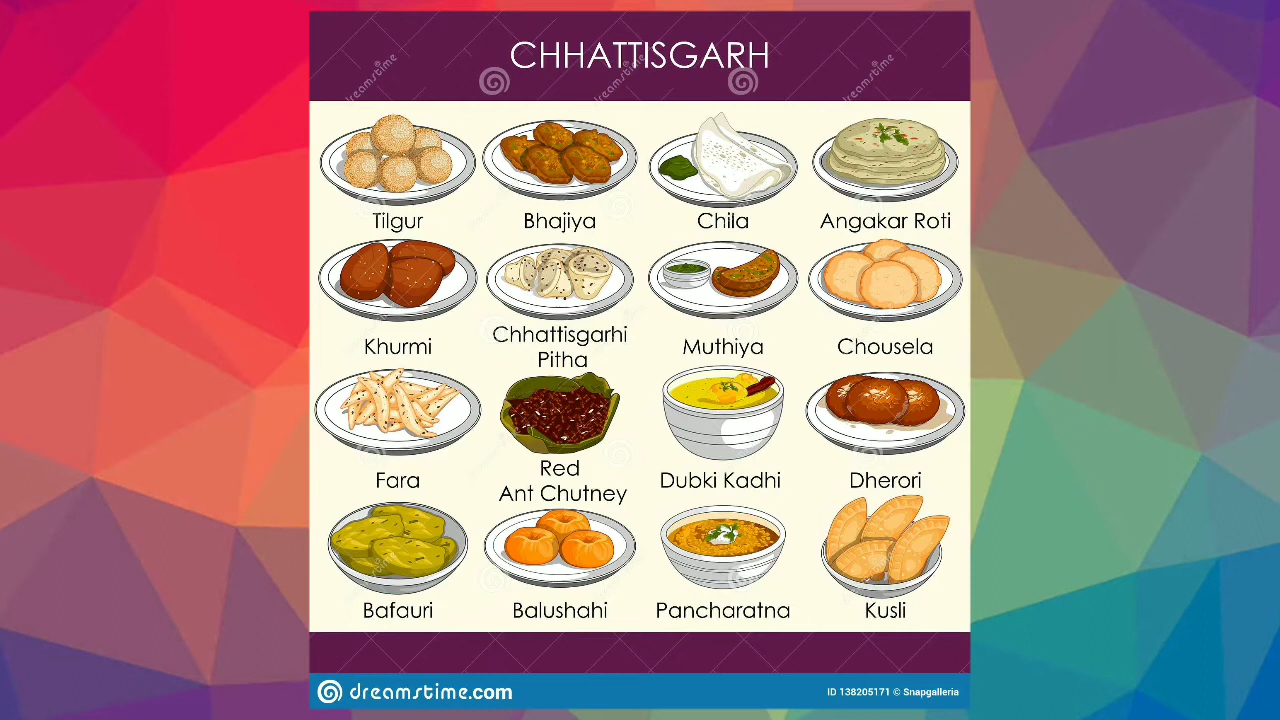 CHHATTISGARH
Tilgur
Bhajiya
Chila
Angakar Roti
Khurmi
Chhattisgarhi
Pitha
Muthiya
Chousela
Fara
Red
Ant Chutney
Dubki Kadhi
Dherori
Bafauri
Balushahi
Pancharatna
Kusli
dreamstime.com
ID 138205171 © Snapgalleria